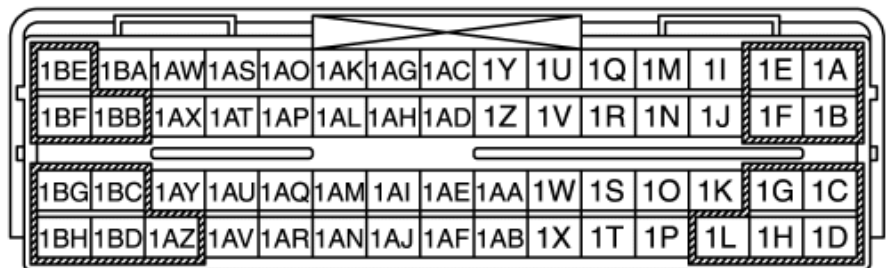 1BE 1BA 1AW 1AS 1AO 1AK 1AG 1AC 1Y 1U 1Q 1M 1I 1E 1A
1BF 1BB 1AX 1AT 1AP 1AL 1AH 1AD 1Z 1V 1R 1N 1J 1F 1B
1BG 1BC 1AY 1AU 1AQ 1AM 1AI 1AE 1AA 1W 1S 1O 1K 1G 1C
1BH 1BD 1AZ 1AV 1AR 1AN 1AJ 1AF 1AB 1X 1T 1P 1L 1H 1D